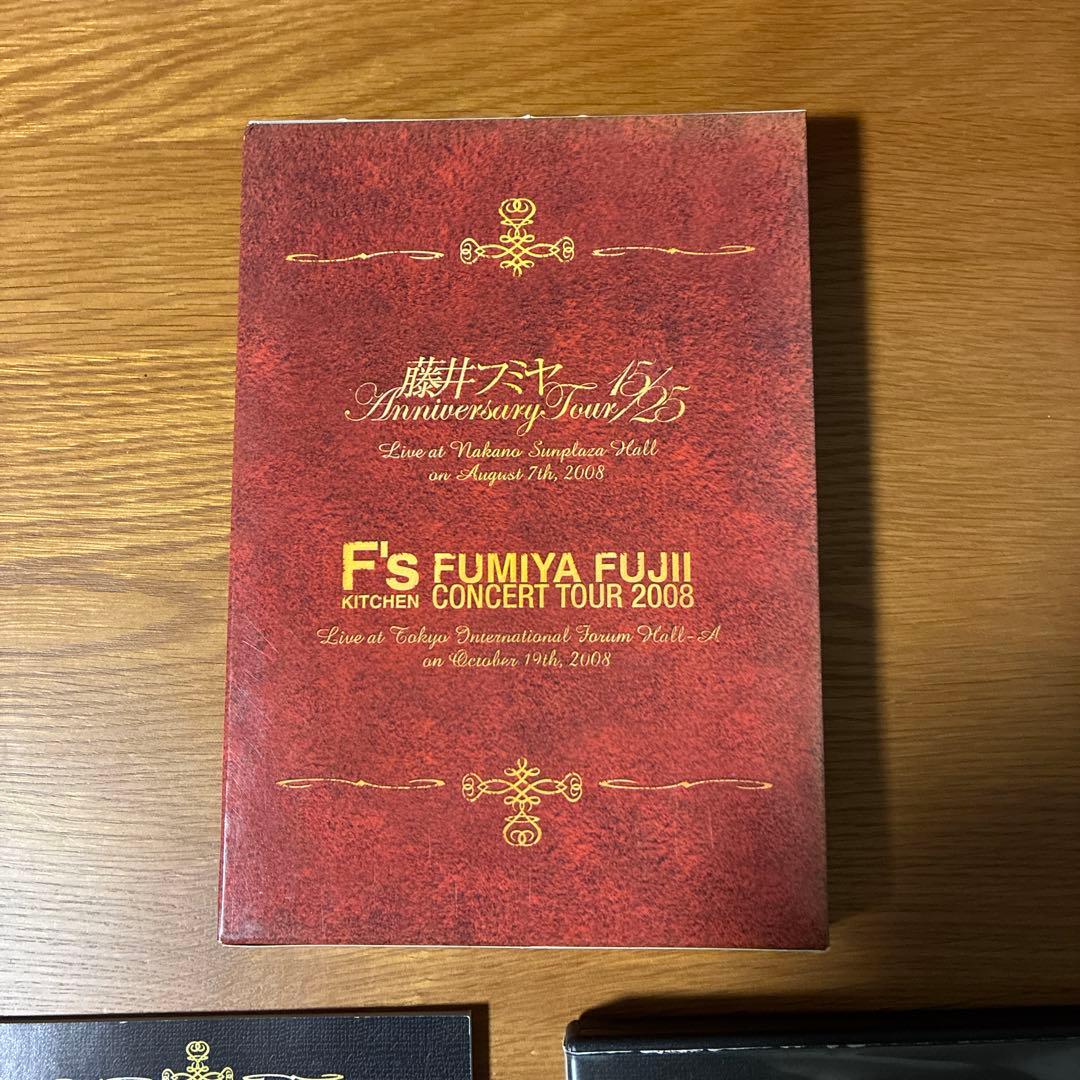 藤井フミヤ
Anniversary Tour 15/25
Live at Nakano Sunplaza Hall
on August 7th, 2008
F's KITCHEN
FUMIYA FUJII
CONCERT TOUR 2008
Live at Tokyo International Forum Hall-A
on October 19th, 2008